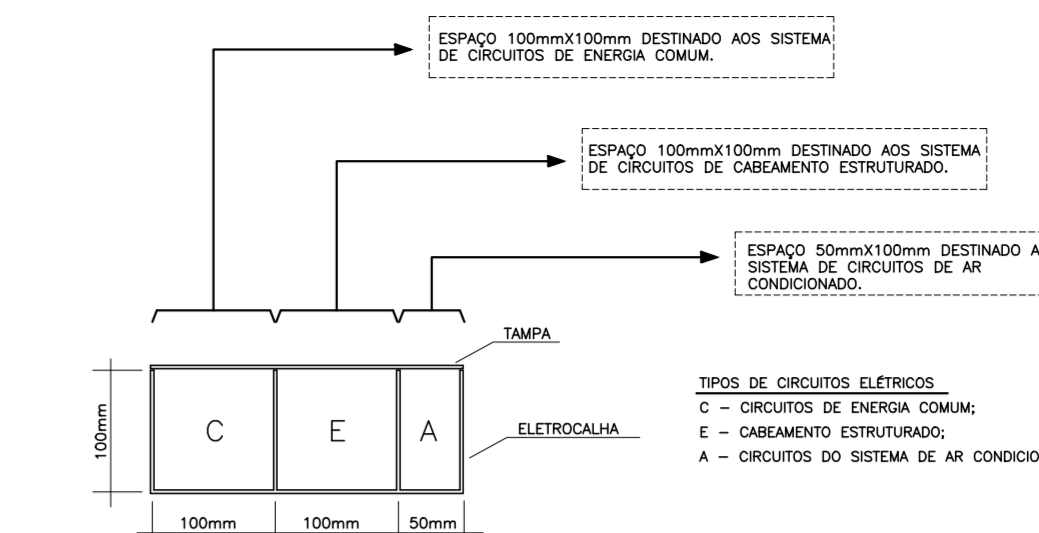 ESPAÇO 100mmX100mm DESTINADO AOS SISTEMA
DE CIRCUITOS DE ENERGIA COMUM.
ESPAÇO 100mmX100mm DESTINADO AOS SISTEMA
DE CIRCUITOS DE CABEAMENTO ESTRUTURADO.
ESPAÇO 50mmX100mm DESTINADO A
SISTEMA DE CIRCUITOS DE AR
CONDICIONADO.
TAMPA
TIPOS DE CIRCUITOS ELÉTRICOS
C – CIRCUITOS DE ENERGIA COMUM;
E – CABEAMENTO ESTRUTURADO;
A – CIRCUITOS DO SISTEMA DE AR CONDICIO
ELETROCALHA
100mm
C E A
100mm 100mm 50mm